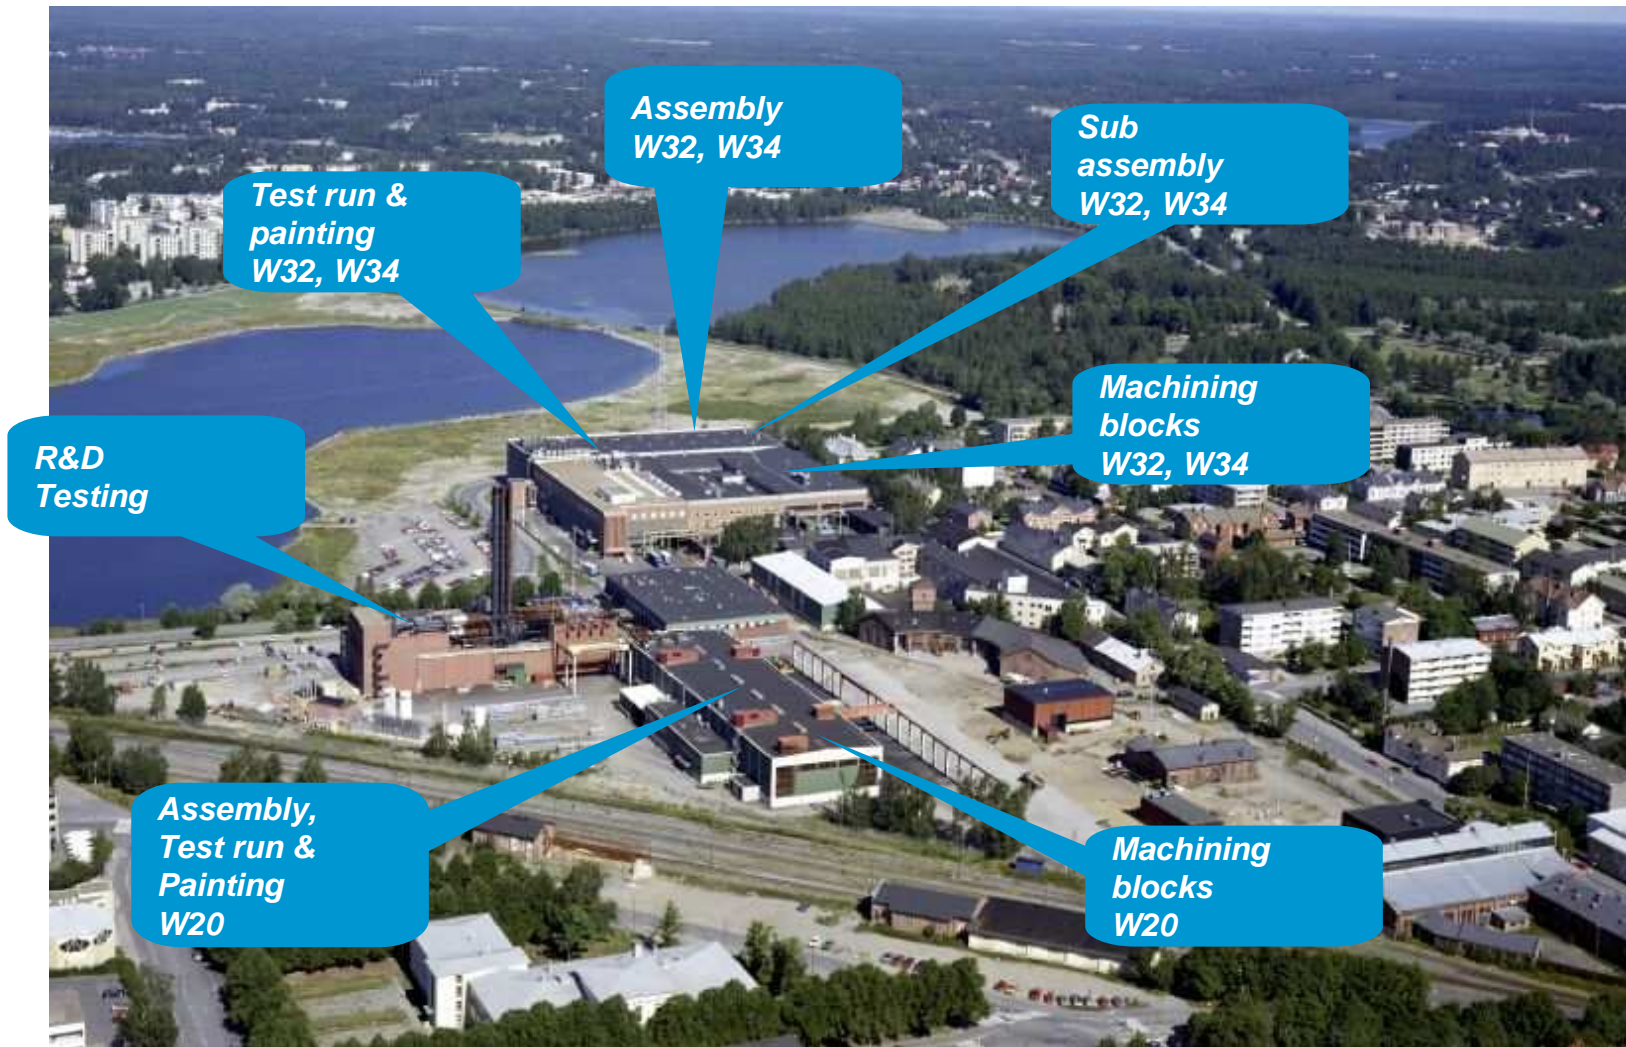 Assembly
W32, W34
Sub
assembly
W32, W34
Test run &
painting
W32, W34
Machining
blocks
W32, W34
R&D
Testing
Assembly,
Test run &
Painting
W20
Machining
blocks
W20